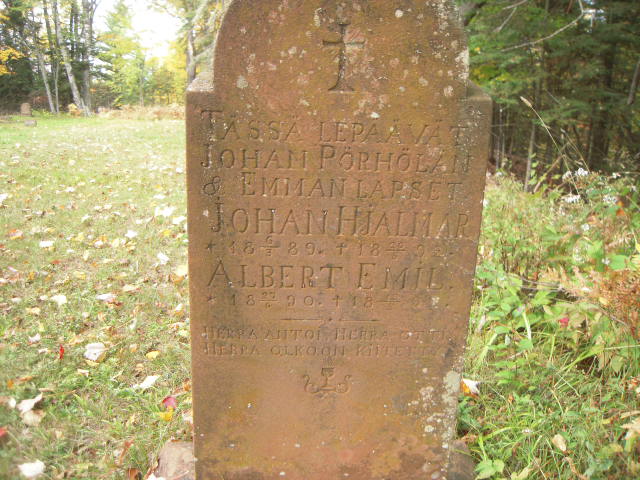 TÄSSÄ LEPÄÄVÄT
JOHAN PÖRHÖLÄN
& EMMAN LAPSET
JOHAN HJALMAR
ALBERT EMIL.
HERRA ANTOI, HERRA OTTI,
HERRA OLKOON KIITETTY